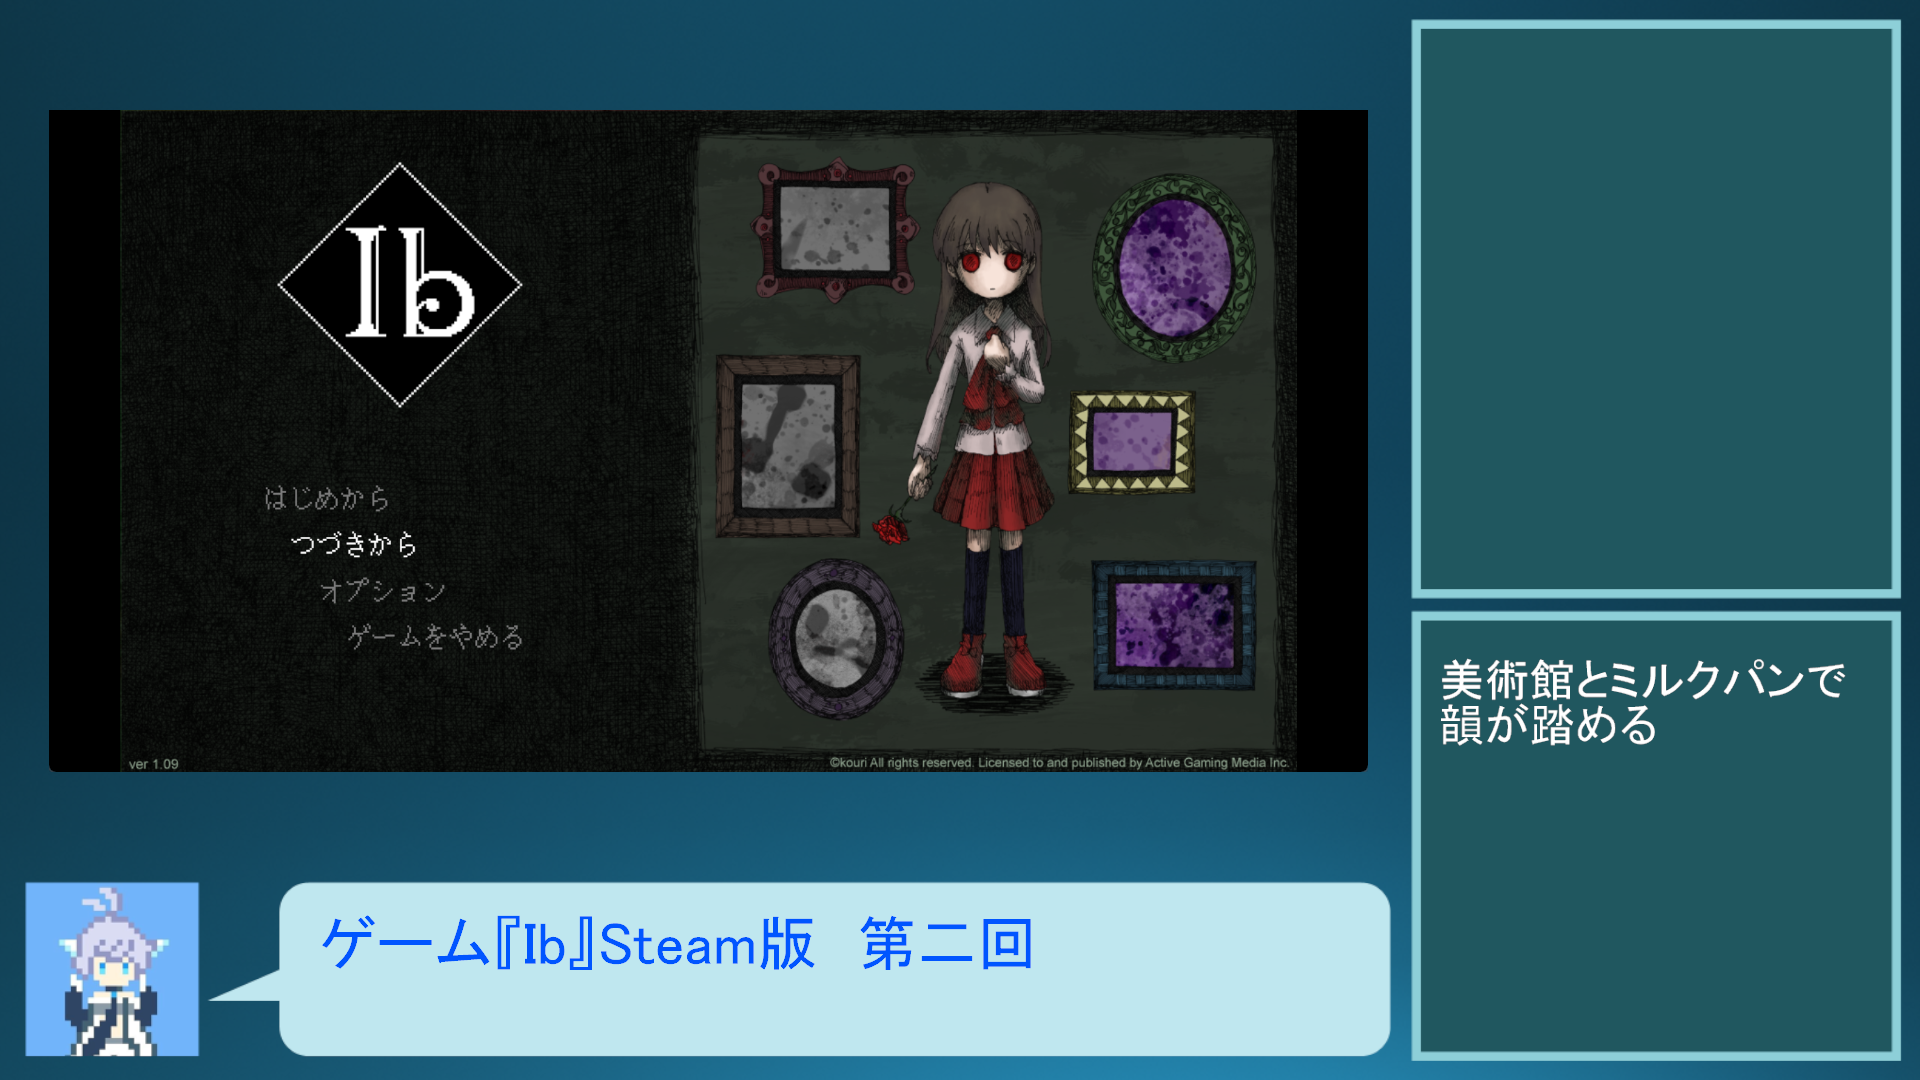 Ib
はじめから
つづきから
オプション
ゲームをやめる
ver 1.09
©kouri All rights reserved. Licensed to and published by Active Gaming Media Inc.
美術館とミルクパンで
韻が踏める
ゲーム『Ib』Steam版　第二回